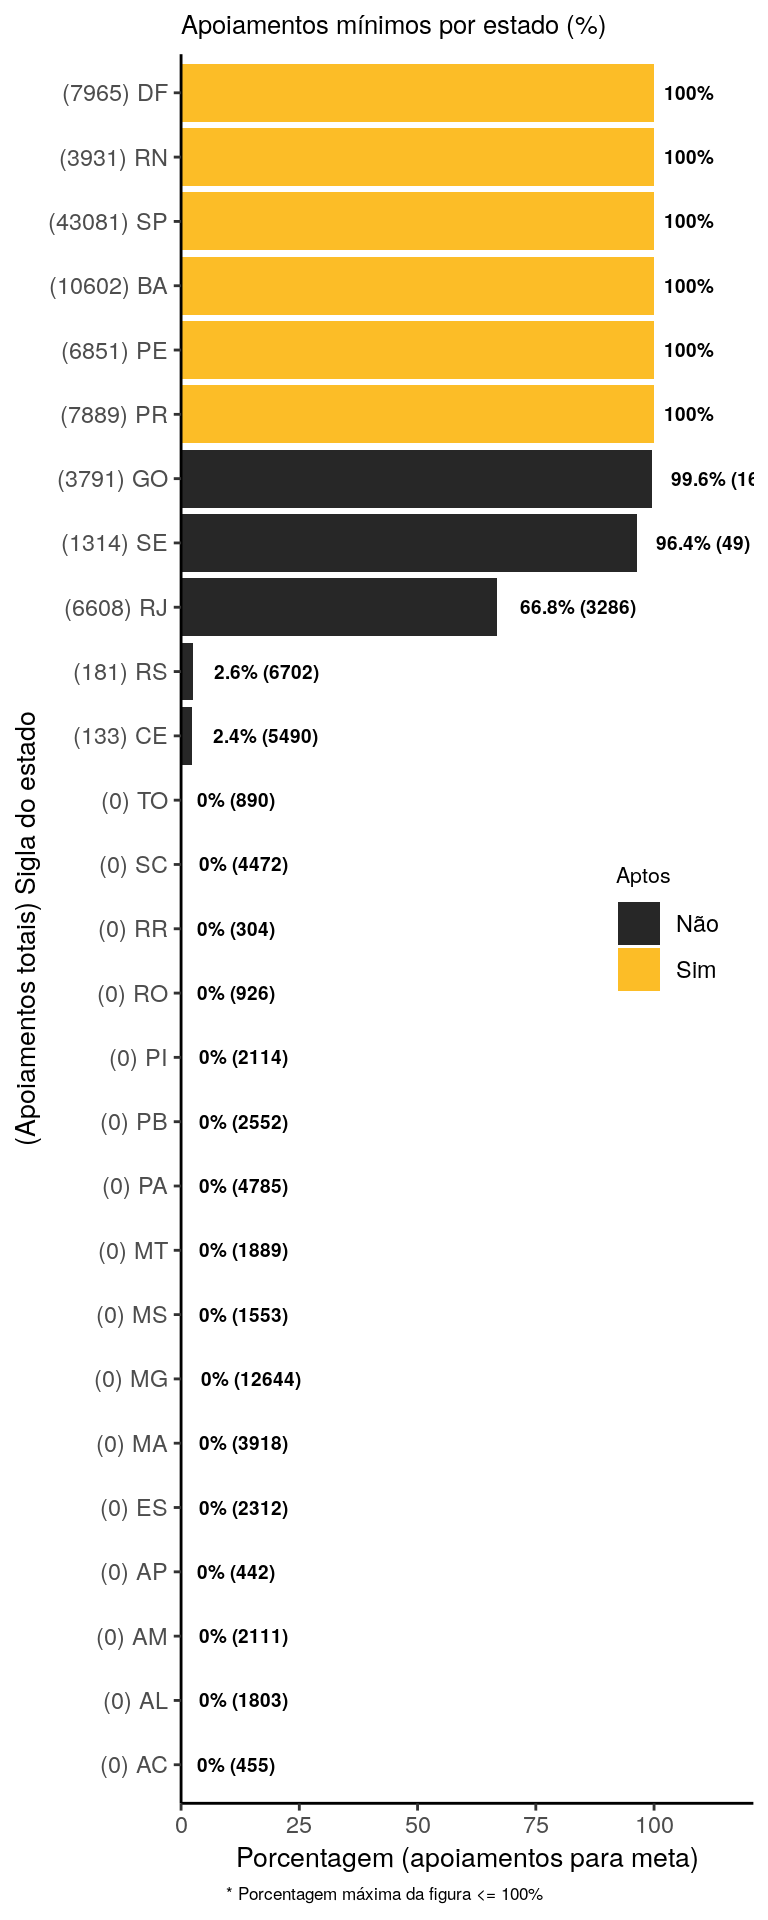 Apoiamentos mínimos por estado (%)
(7965) DF 100%
(3931) RN 100%
(43081) SP 100%
(10602) BA 100%
(6851) PE 100%
(7889) PR 100%
(3791) GO 99.6% (16
(1314) SE 96.4% (49)
(6608) RJ 66.8% (3286)
(181) RS 2.6% (6702)
(133) CE 2.4% (5490)
(0) TO 0% (890)
(0) SC 0% (4472)
(0) RR 0% (304)
(0) RO 0% (926)
(0) PI 0% (2114)
(0) PB 0% (2552)
(0) PA 0% (4785)
(0) MT 0% (1889)
(0) MS 0% (1553)
(0) MG 0% (12644)
(0) MA 0% (3918)
(0) ES 0% (2312)
(0) AP 0% (442)
(0) AM 0% (2111)
(0) AL 0% (1803)
(0) AC 0% (455)
(Apoiamentos totais) Sigla do estado
Aptos
Não
Sim
0 25 50 75 100
Porcentagem (apoiamentos para meta)
* Porcentagem máxima da figura <= 100%